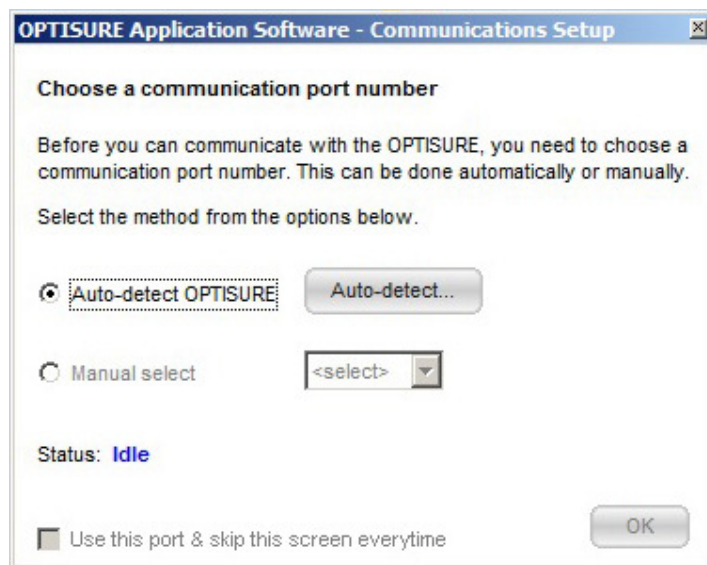 OPTISURE Application Software - Communications Setup
Choose a communication port number
Before you can communicate with the OPTISURE, you need to choose a
communication port number. This can be done automatically or manually.
Select the method from the options below.
Auto-detect OPTISURE Auto-detect...
Manual select <select>
Status: Idle
Use this port & skip this screen everytime OK